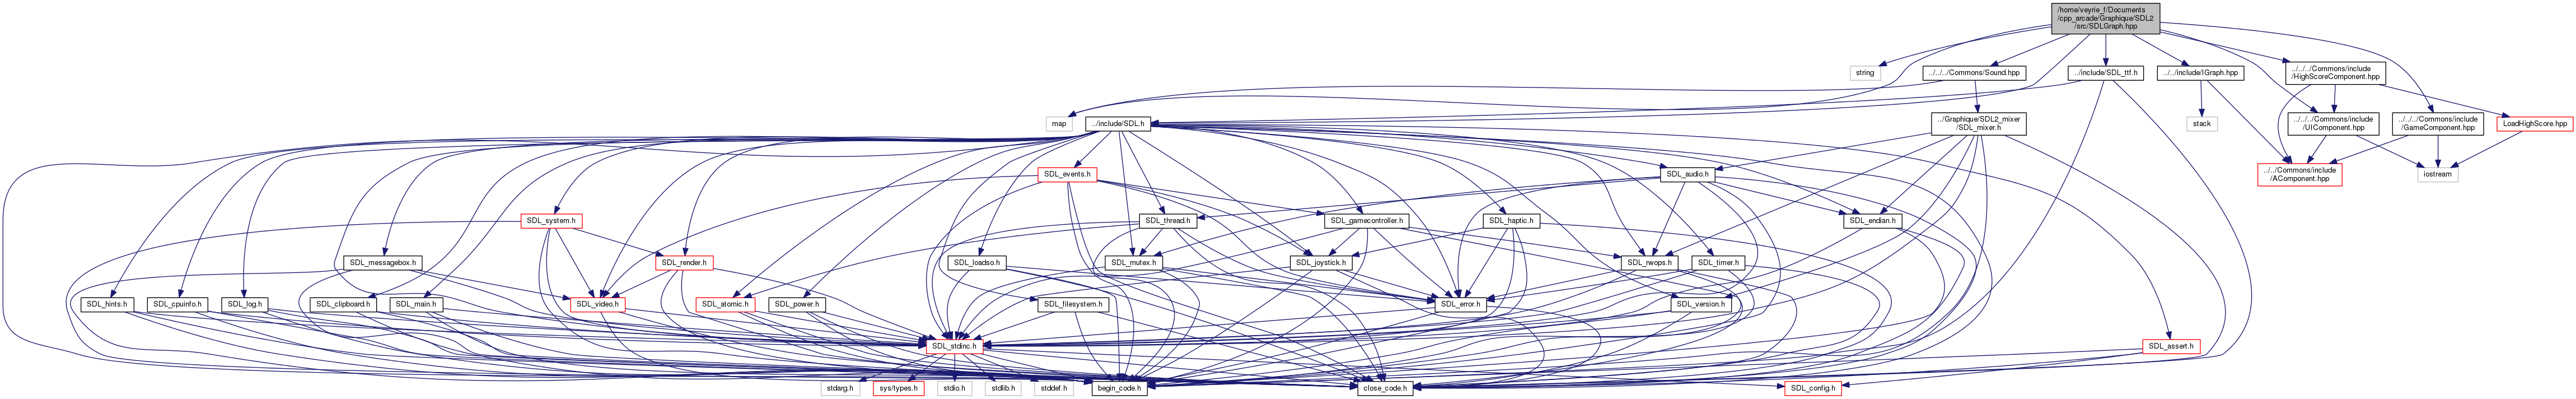 /home/veyrie_f/Documents
/cpp_arcade/Graphique/SDL2
/src/SDLGraph.hpp
string
../../../Commons/Sound.hpp
../include/SDL_ttf.h
../../include/IGraph.hpp
../../../Commons/include
/HighScoreComponent.hpp
map
../include/SDL.h
../Graphique/SDL2_mixer
/SDL_mixer.h
stack
../../../Commons/include
/UIComponent.hpp
../../../Commons/include
/GameComponent.hpp
LoadHighScore.hpp
SDL_events.h
SDL_audio.h
../../Commons/include
/AComponent.hpp
iostream
SDL_system.h
SDL_thread.h
SDL_gamecontroller.h
SDL_haptic.h
SDL_endian.h
SDL_messagebox.h
SDL_render.h
SDL_loadso.h
SDL_mutex.h
SDL_joystick.h
SDL_rwops.h
SDL_timer.h
SDL_hints.h
SDL_cpuinfo.h
SDL_log.h
SDL_clipboard.h
SDL_main.h
SDL_video.h
SDL_atomic.h
SDL_power.h
SDL_filesystem.h
SDL_error.h
SDL_version.h
SDL_stdinc.h
SDL_assert.h
stdarg.h
sys/types.h
stdio.h
stdlib.h
stddef.h
begin_code.h
close_code.h
SDL_config.h